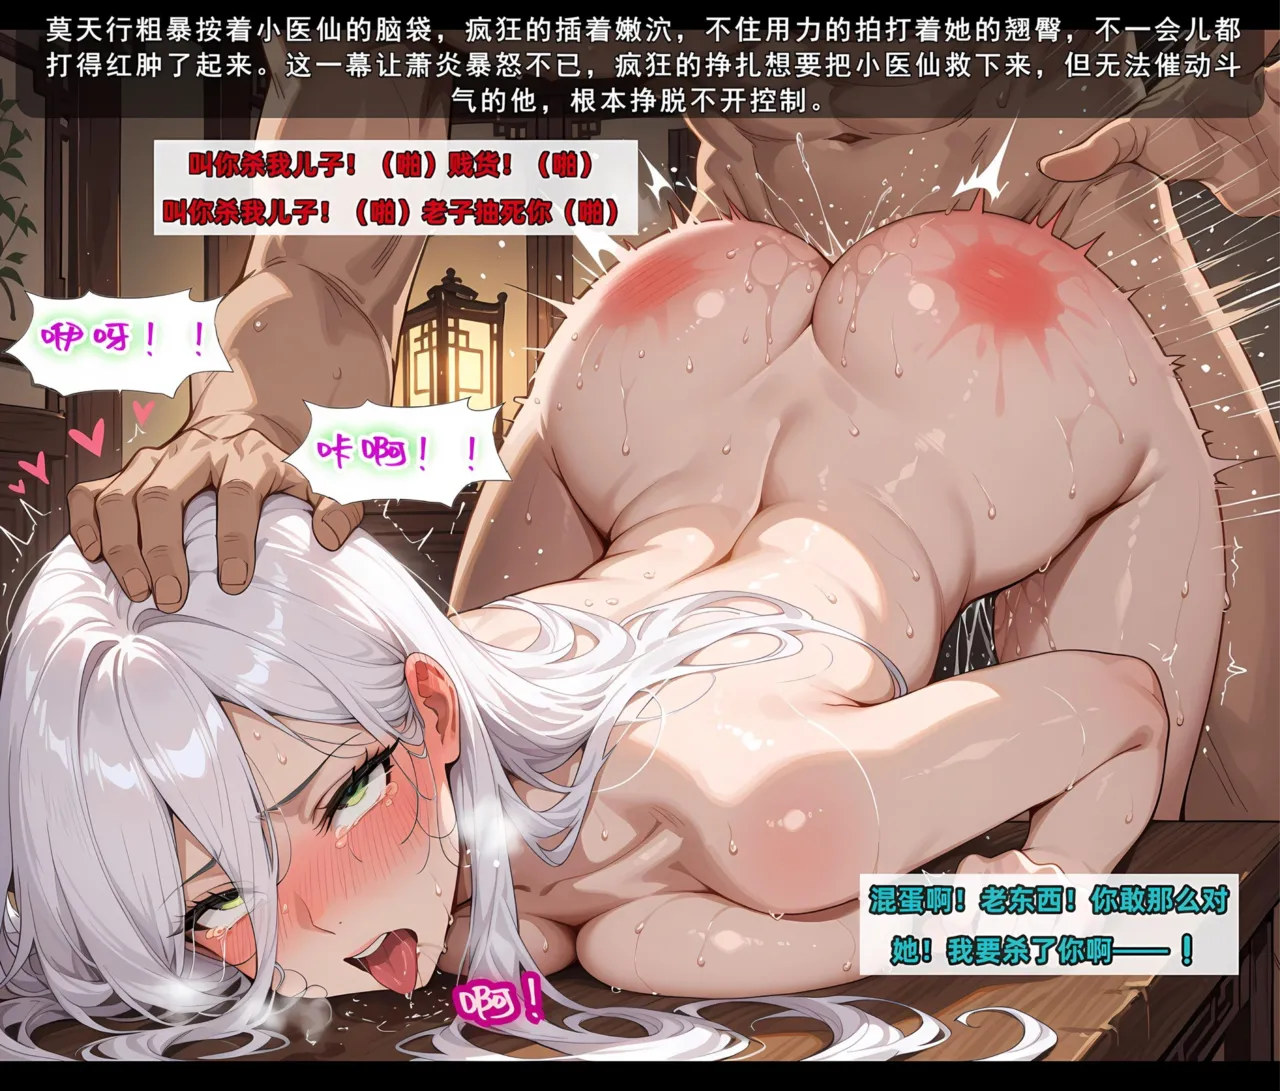 莫天行粗暴按着小医仙的脑袋，疯狂的插着嫩泬，不住用力的拍打着她的翘臀，不一会儿都
打得红肿了起来。这一幕让萧炎暴怒不已，疯狂的挣扎想要把小医仙救下来，但无法催动斗
气的他，根本挣脱不开控制。
叫你杀我儿子！（啪）贱货！（啪）
叫你杀我儿子！（啪）老子抽死你（啪）
咿呀！！
咔啊！！
混蛋啊！老东西！你敢那么对
她！我要杀了你啊——！
啊！